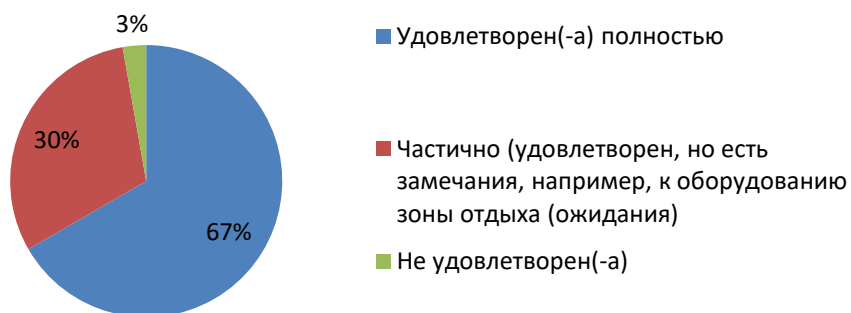 3%
30%
67%
Удовлетворен(-а) полностью
Частично (удовлетворен, но есть
замечания, например, к оборудованию
зоны отдыха (ожидания)
Не удовлетворен(-а)